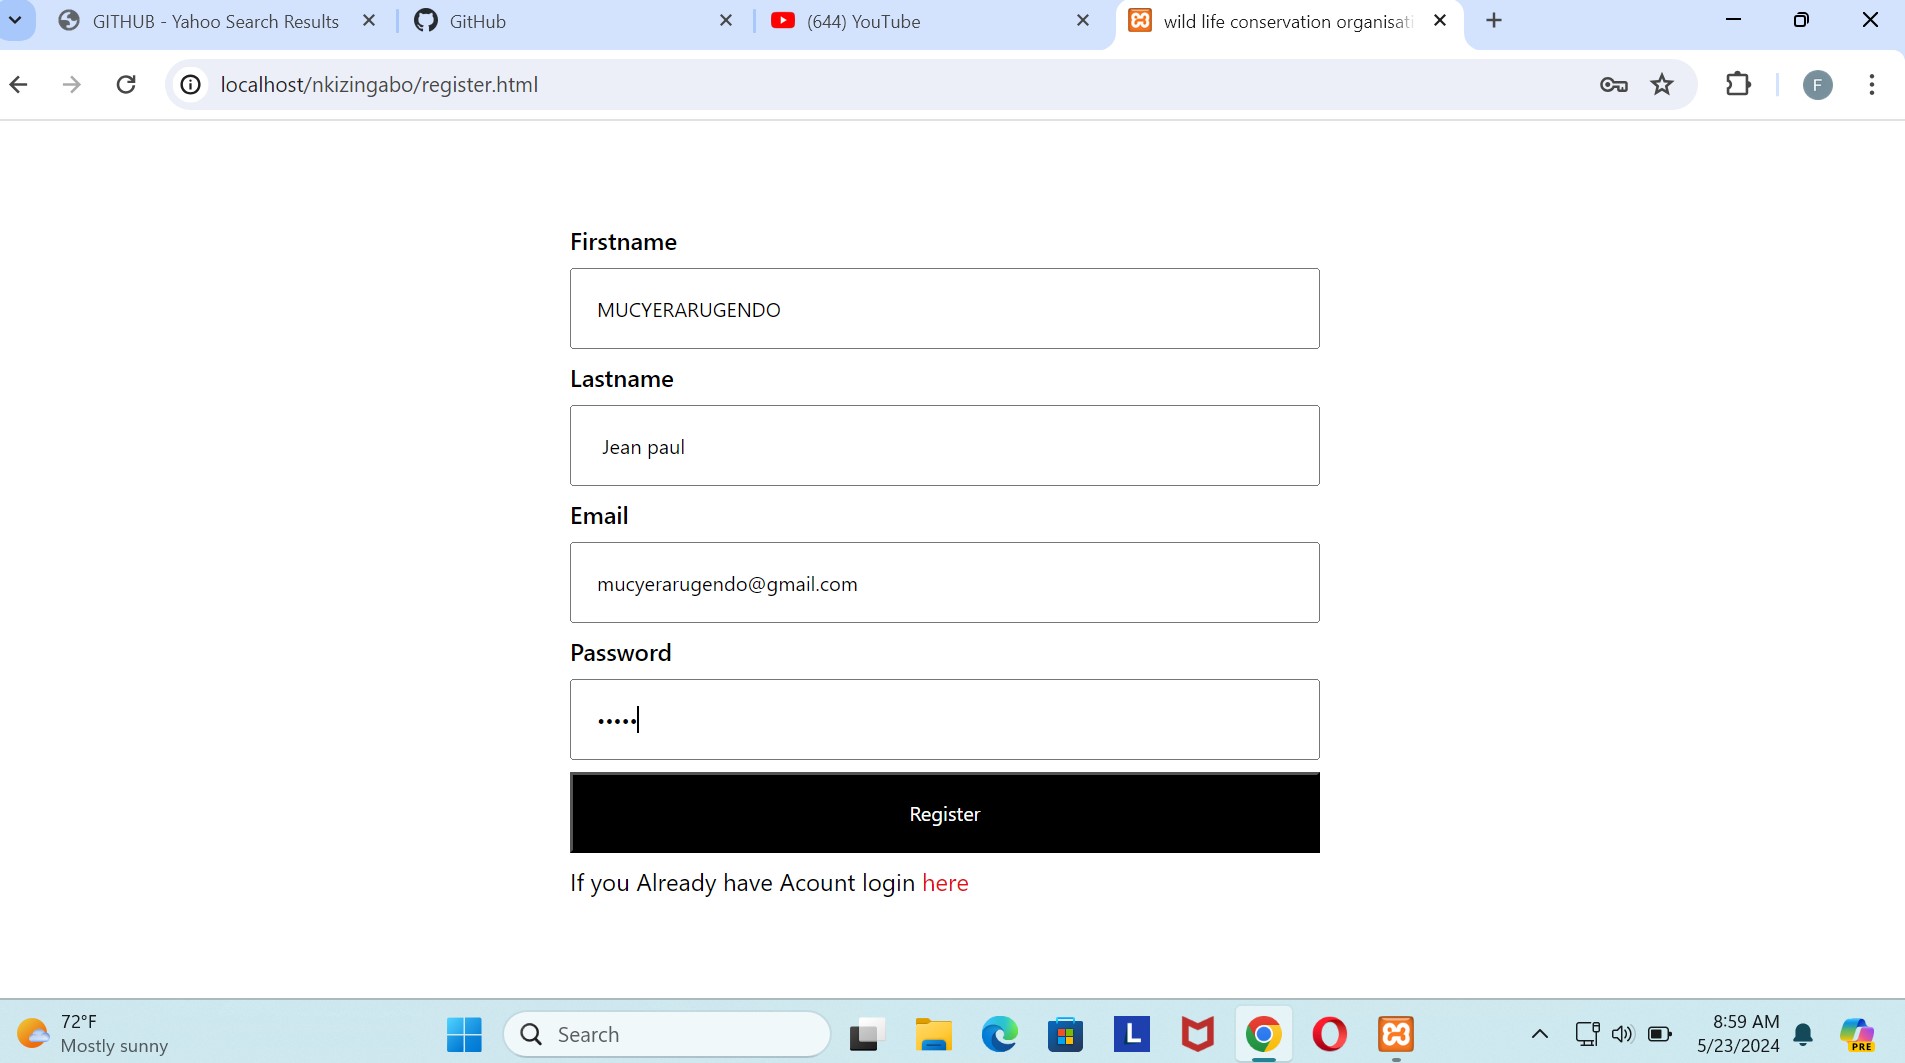 GITHUB - Yahoo Search Results
GitHub
(644) YouTube
wild life conservation organisati
localhost/nkizingabo/register.html
F
Firstname
MUCYERARUGENDO
Lastname
Jean paul
Email
mucyerarugendo@gmail.com
Password
•••••
Register
If you Already have Acount login here
72°F
Mostly sunny
Search
L
8:59 AM
5/23/2024
PRE